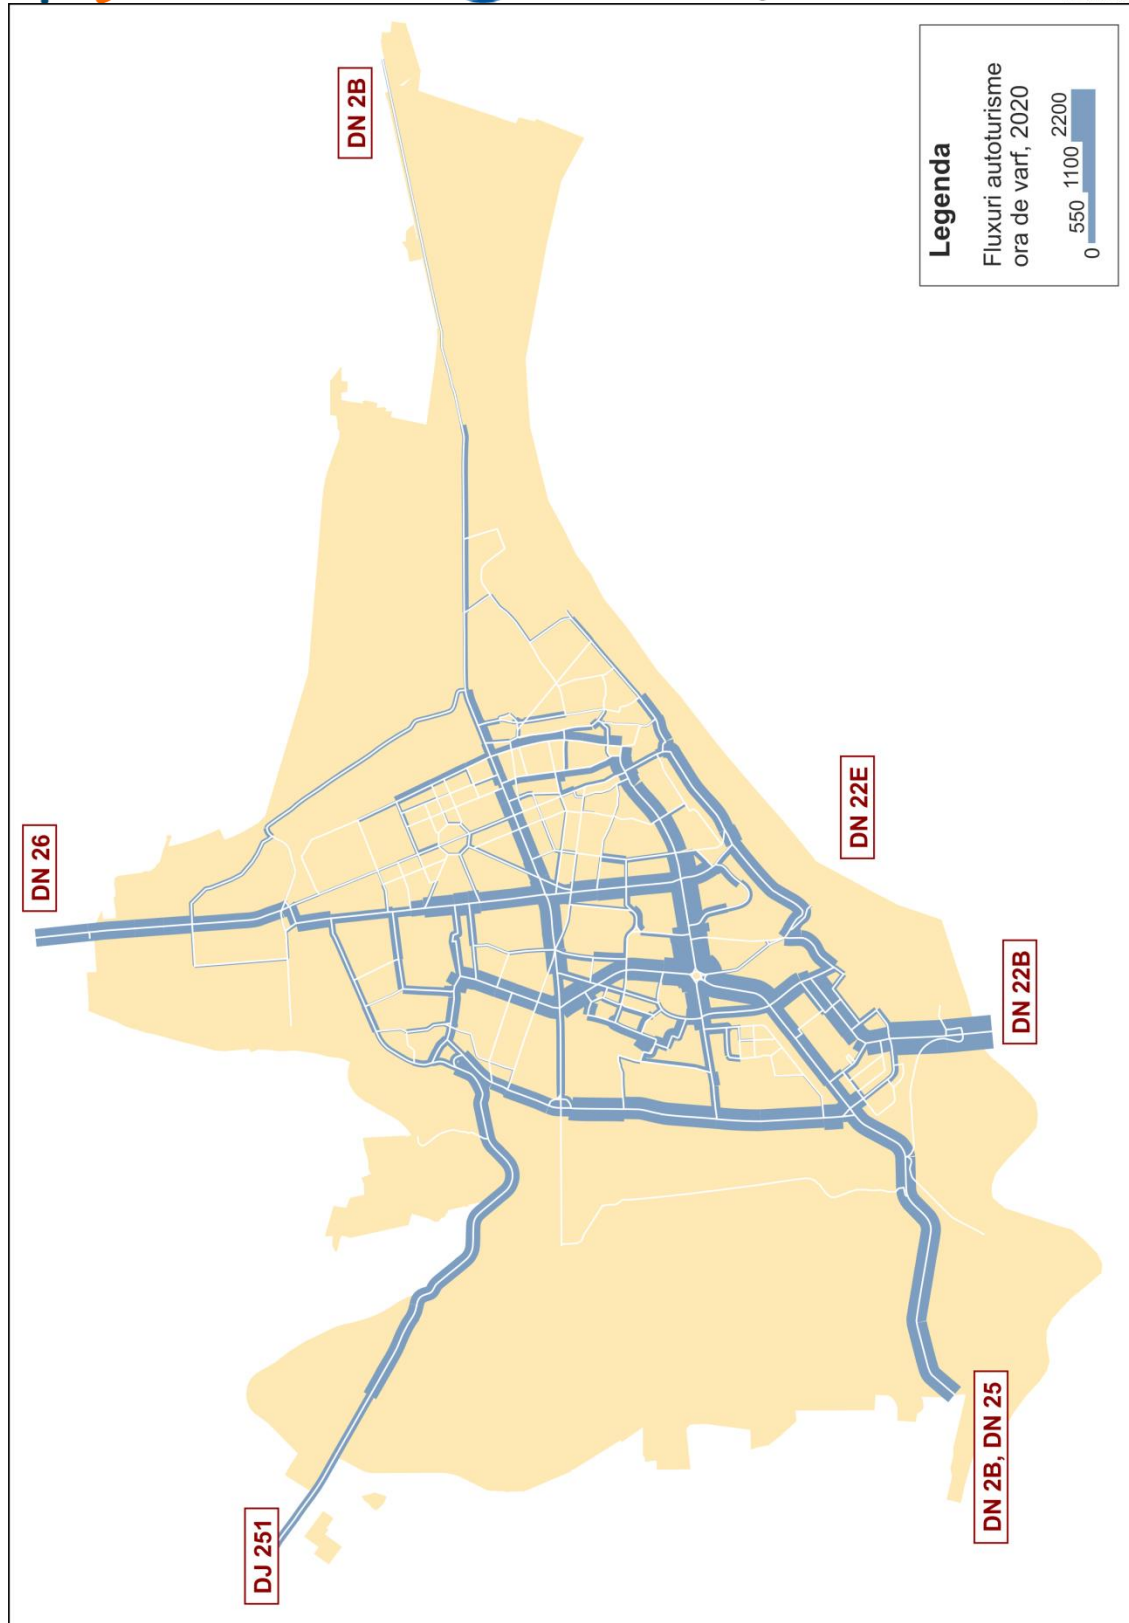 DN 2B
DN 26
DN 22E
DN 22B
DN 2B, DN 25
DJ 251
Legenda
Fluxuri autoturisme
ora de varf, 2020
0 550 1100 2200